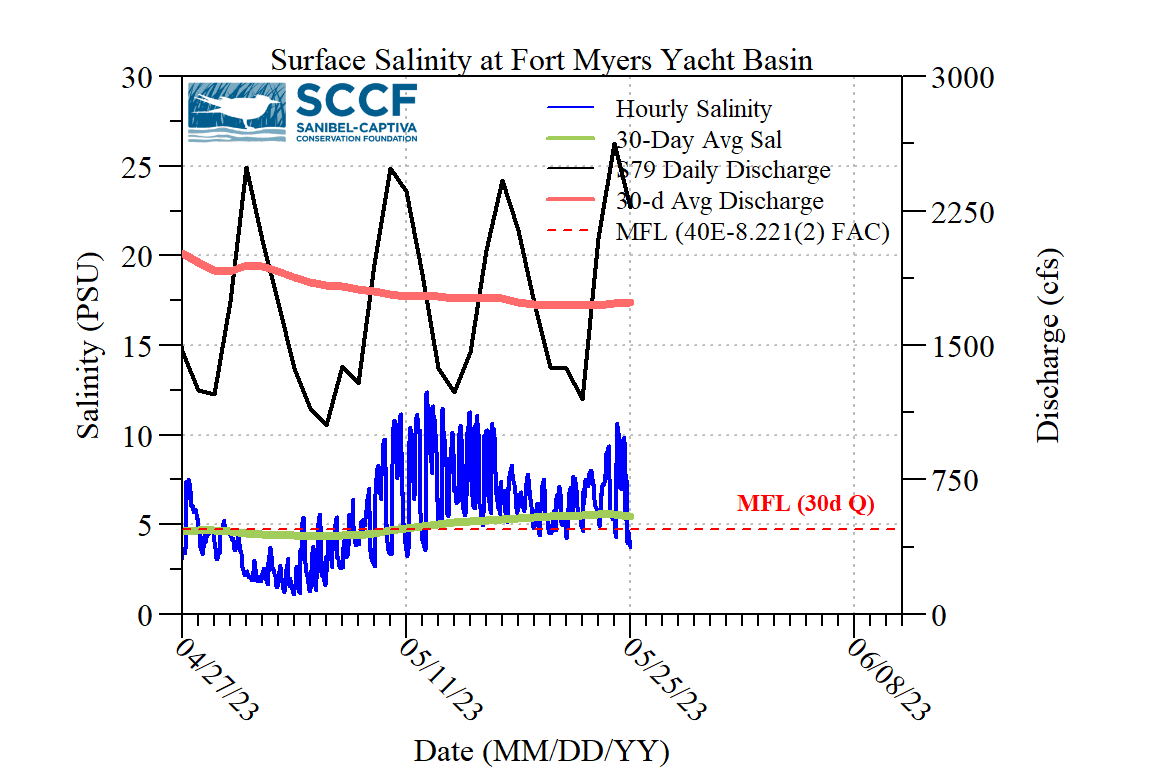 Surface Salinity at Fort Myers Yacht Basin
SCCF
SANIBEL-CAPTIVA
CONSERVATION FOUNDATION
Hourly Salinity
30-Day Avg Sal
S79 Daily Discharge
30-d Avg Discharge
MFL (40E-8.221(2) FAC)
30
25
20
15
10
5
0
Salinity (PSU)
3000
2250
1500
750
0
Discharge (cfs)
MFL (30d Q)
04/27/23
05/11/23
05/25/23
06/08/23
Date (MM/DD/YY)